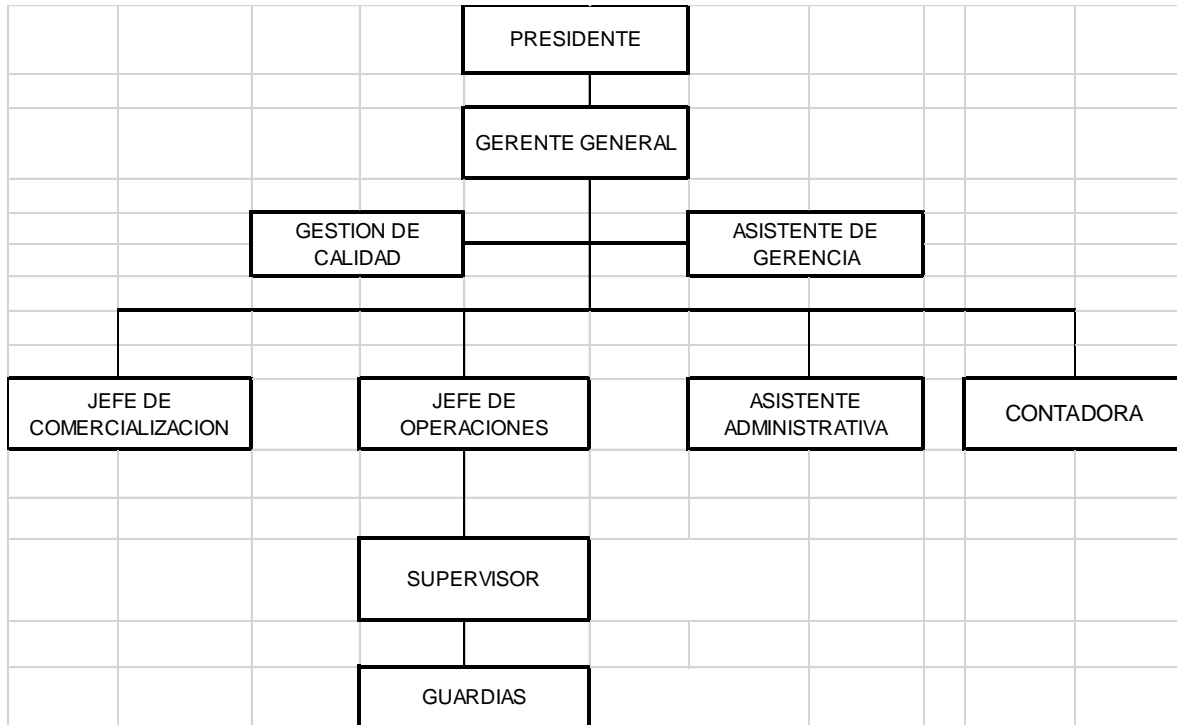 PRESIDENTE
GERENTE GENERAL
GESTION DE
CALIDAD
ASISTENTE DE
GERENCIA
JEFE DE
COMERCIALIZACION
JEFE DE
OPERACIONES
ASISTENTE
ADMINISTRATIVA
CONTADORA
SUPERVISOR
GUARDIAS